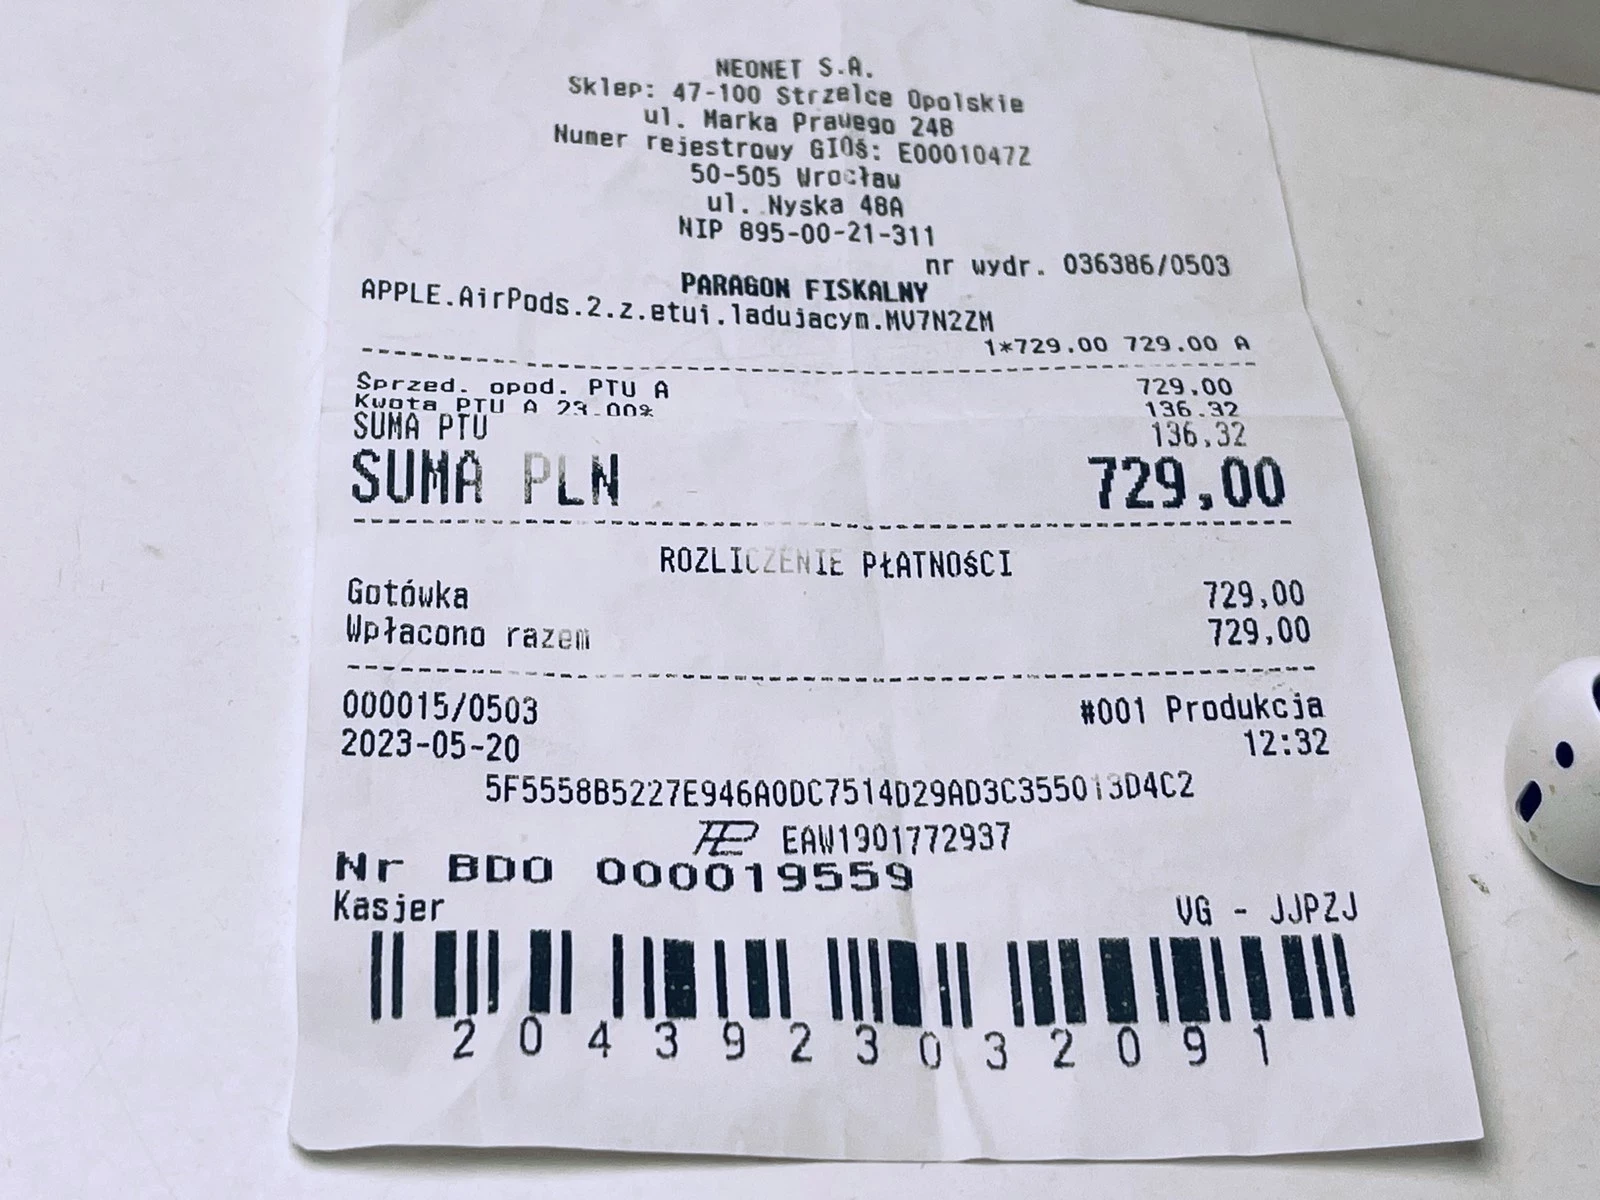 NEONET S.A.
Sklep: 47-100 Strzelce Opolskie
ul. Marka Prawego 24B
Numer rejestrowy GIOś: E0001047Z
50-505 Wrocław
ul. Nyska 48A
NIP 895-00-21-311
nr wydr. 036386/0503
PARAGON FISKALNY
APPLE.AirPods.2.z.etui.ladujacym.MV7N2ZM
1*729.00 729.00 A
Sprzed. opod. PTU A 729.00
Kwota PTU A 23.00% 136.32
SUMA PTU 136,32
SUMA PLN 729,00
ROZLICZENIE PŁATNOŚCI
Gotówka 729,00
Wpłacono razem 729,00
000015/0503 #001 Produkcja
2023-05-20 12:32
5F5558B5227E946A0DC7514D29AD3C355013D4C2
EAW1901772937
Nr BDO 000019559
Kasjer VG - JJPZJ
2043923032091